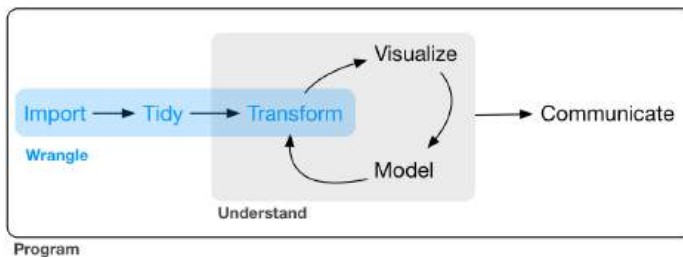 Visualize
Import Tidy Transform Communicate
Wrangle
Model
Understand
Program